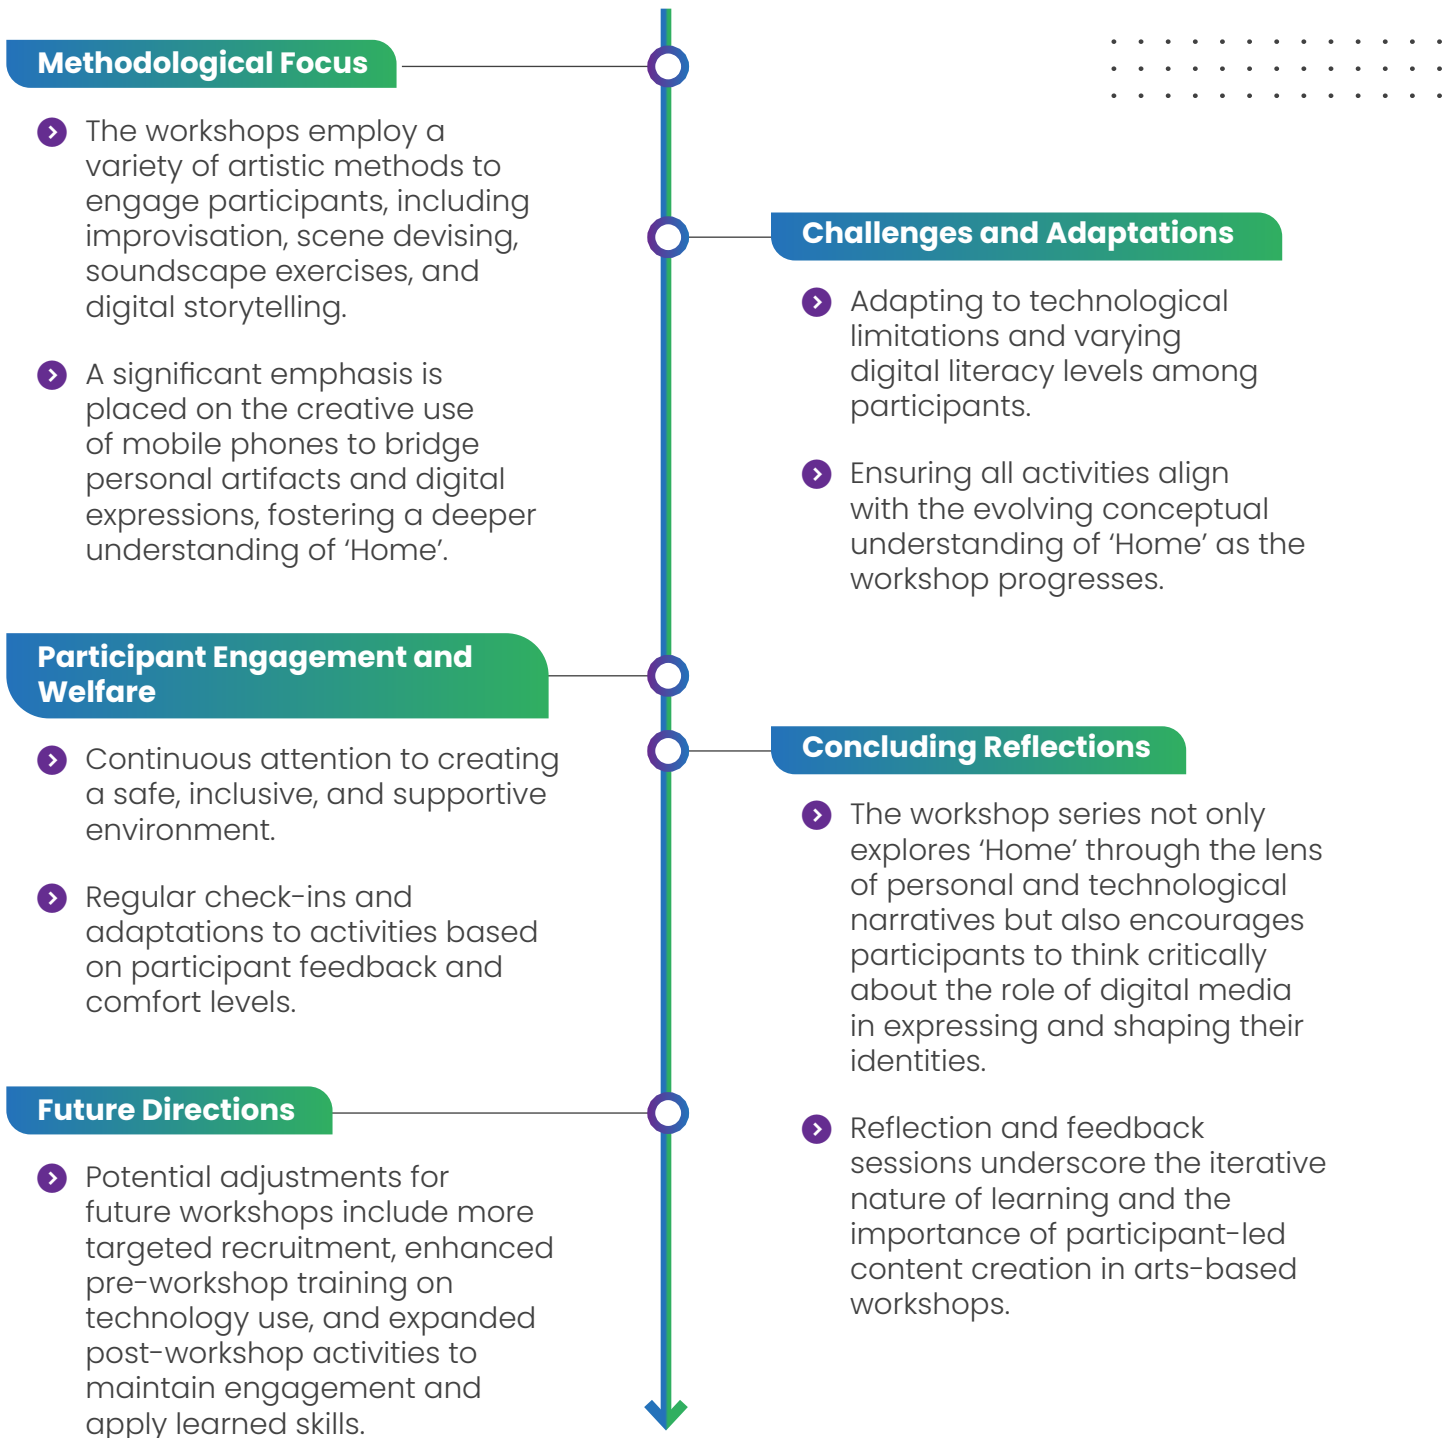 Methodological Focus
The workshops employ a
variety of artistic methods to
engage participants, including
improvisation, scene devising,
soundscape exercises, and
digital storytelling.
A significant emphasis is
placed on the creative use
of mobile phones to bridge
personal artifacts and digital
expressions, fostering a deeper
understanding of ‘Home’.
Challenges and Adaptations
Adapting to technological
limitations and varying
digital literacy levels among
participants.
Ensuring all activities align
with the evolving conceptual
understanding of ‘Home’ as the
workshop progresses.
Participant Engagement and
Welfare
Continuous attention to creating
a safe, inclusive, and supportive
environment.
Regular check-ins and
adaptations to activities based
on participant feedback and
comfort levels.
Concluding Reflections
The workshop series not only
explores ‘Home’ through the lens
of personal and technological
narratives but also encourages
participants to think critically
about the role of digital media
in expressing and shaping their
identities.
Reflection and feedback
sessions underscore the iterative
nature of learning and the
importance of participant-led
content creation in arts-based
workshops.
Future Directions
Potential adjustments for
future workshops include more
targeted recruitment, enhanced
pre-workshop training on
technology use, and expanded
post-workshop activities to
maintain engagement and
apply learned skills.